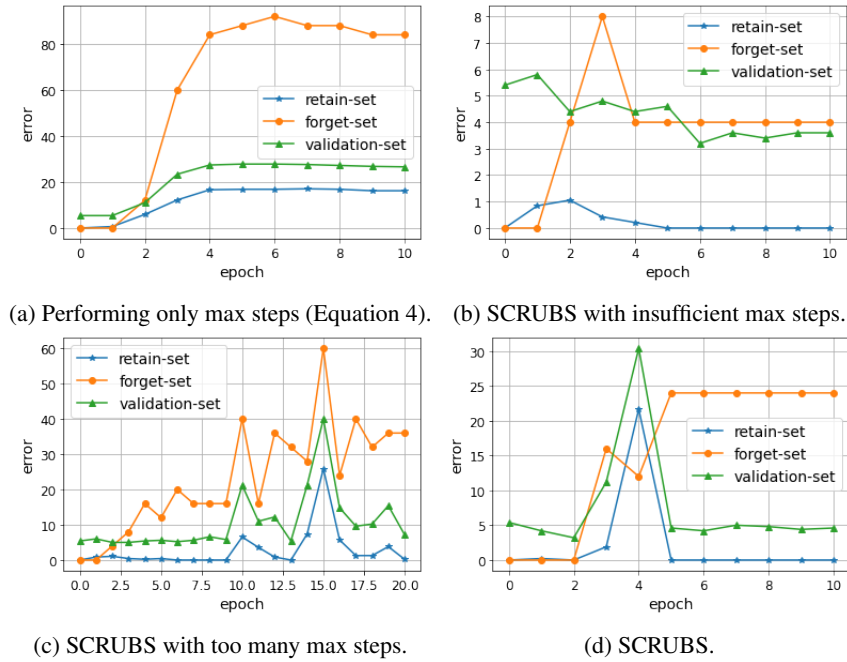 80
60
40
20
0
error
retain-set
forget-set
validation-set
0 2 4 6 8 10
epoch
(a) Performing only max steps (Equation 4).
8
7
6
5
4
3
2
1
0
error
retain-set
forget-set
validation-set
0 2 4 6 8 10
epoch
(b) SCRUBS with insufficient max steps.
60
50
40
30
20
10
0
error
retain-set
forget-set
validation-set
0.0 2.5 5.0 7.5 10.0 12.5 15.0 17.5 20.0
epoch
(c) SCRUBS with too many max steps.
30
25
20
15
10
5
0
error
retain-set
forget-set
validation-set
0 2 4 6 8 10
epoch
(d) SCRUBS.